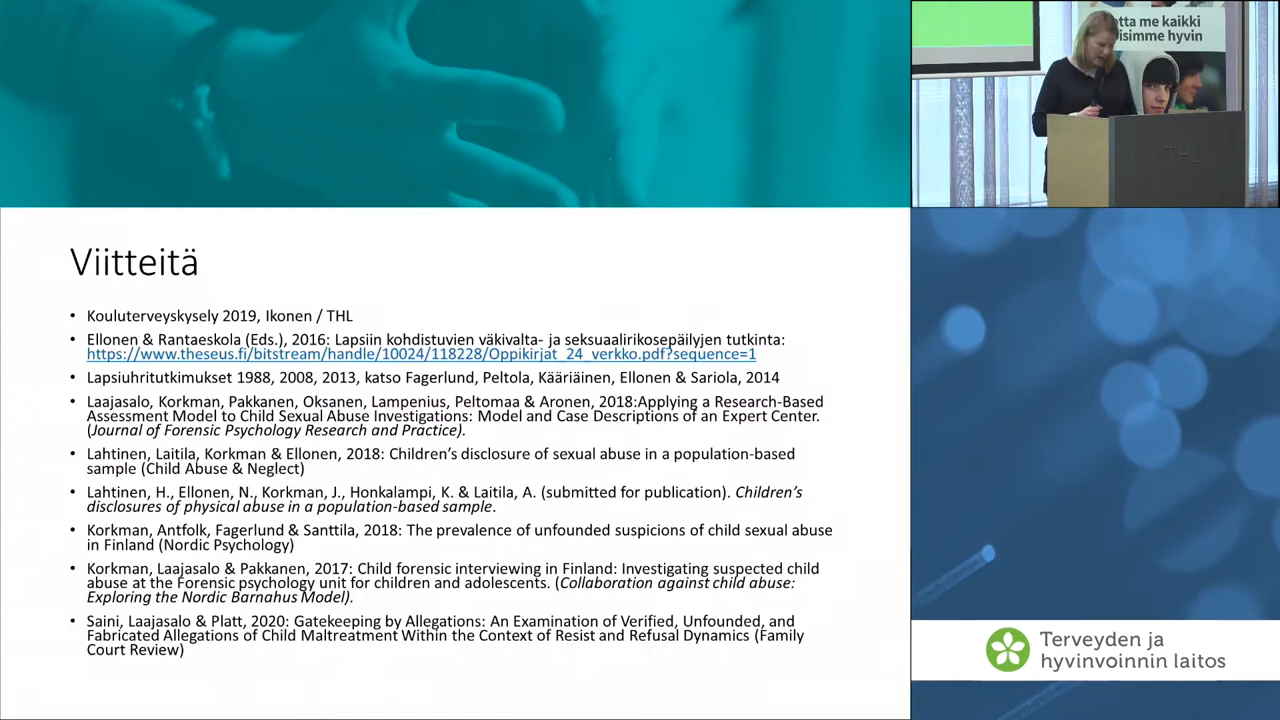 Viitteitä
• Kouluterveyskysely 2019, Ikonen / THL
• Ellonen & Rantaeskola (Eds.), 2016: Lapsiin kohdistuvien väkivalta- ja seksuaalirikosepäilyjen tutkinta:
https://www.theseus.fi/bitstream/handle/10024/118228/Oppikirjat_24_verkko.pdf?sequence=1
• Lapsiuhritutkimukset 1988, 2008, 2013, katso Fagerlund, Peltola, Kääriäinen, Ellonen & Sariola, 2014
• Laajasalo, Korkman, Pakkanen, Oksanen, Lampenius, Peltomaa & Aronen, 2018:Applying a Research-Based
Assessment Model to Child Sexual Abuse Investigations: Model and Case Descriptions of an Expert Center.
(Journal of Forensic Psychology Research and Practice).
• Lahtinen, Laitila, Korkman & Ellonen, 2018: Children's disclosure of sexual abuse in a population-based
sample (Child Abuse & Neglect)
• Lahtinen, H., Ellonen, N., Korkman, J., Honkalampi, K. & Laitila, A. (submitted for publication). Children's
disclosures of physical abuse in a population-based sample.
• Korkman, Antfolk, Fagerlund & Santtila, 2018: The prevalence of unfounded suspicions of child sexual abuse
in Finland (Nordic Psychology)
• Korkman, Laajasalo & Pakkanen, 2017: Child forensic interviewing in Finland: Investigating suspected child
abuse at the Forensic psychology unit for children and adolescents. (Collaboration against child abuse:
Exploring the Nordic Barnahus Model).
• Saini, Laajasalo & Platt, 2020: Gatekeeping by Allegations: An Examination of Verified, Unfounded, and
Fabricated Allegations of Child Maltreatment Within the Context of Resist and Refusal Dynamics (Family
Court Review)
me kaikki
hyvin
THL
Terveyden ja
hyvinvoinnin laitos